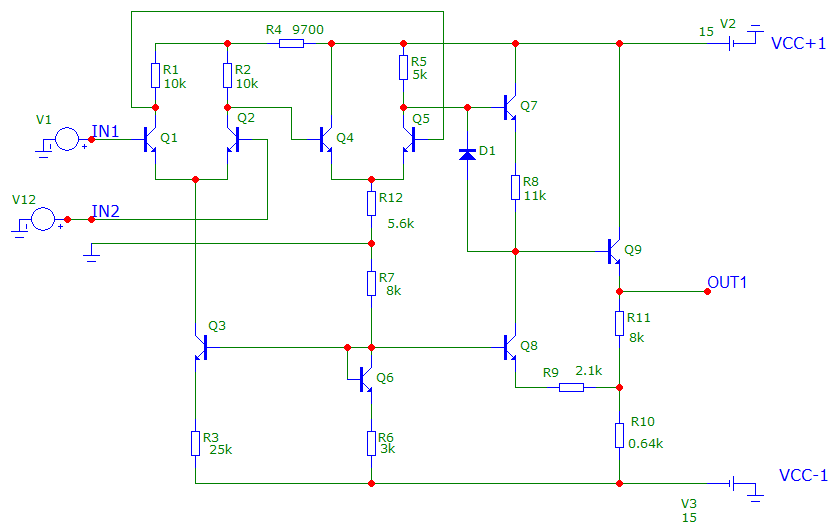 R4 9700
15 V2
VCC+1
R1
10k
R2
10k
R5
5k
V1
IN1
Q1
Q2
Q4
Q5
Q7
D1
V12
IN2
R12
5.6k
R8
11k
Q9
R7
8k
OUT1
Q3
Q6
Q8
R11
8k
R9 2.1k
R3
25k
R6
3k
R10
0.64k
VCC-1
V3
15